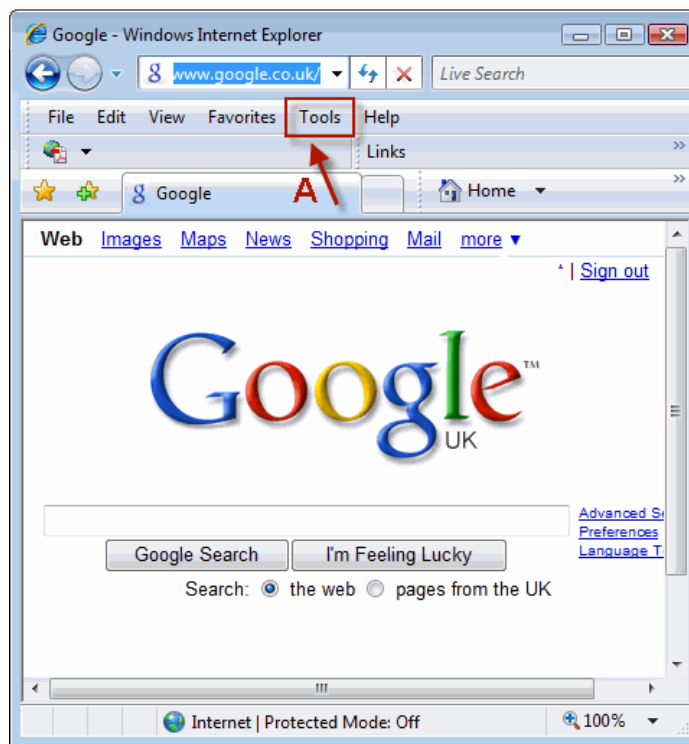 Google - Windows Internet Explorer
www.google.co.uk/ Live Search
File Edit View Favorites Tools Help
Links
Google A Home
Web Images Maps News Shopping Mail more
| Sign out
Google™
UK
Advanced Se
Preferences
Language T
Google Search I'm Feeling Lucky
Search: the web pages from the UK
Internet | Protected Mode: Off 100%